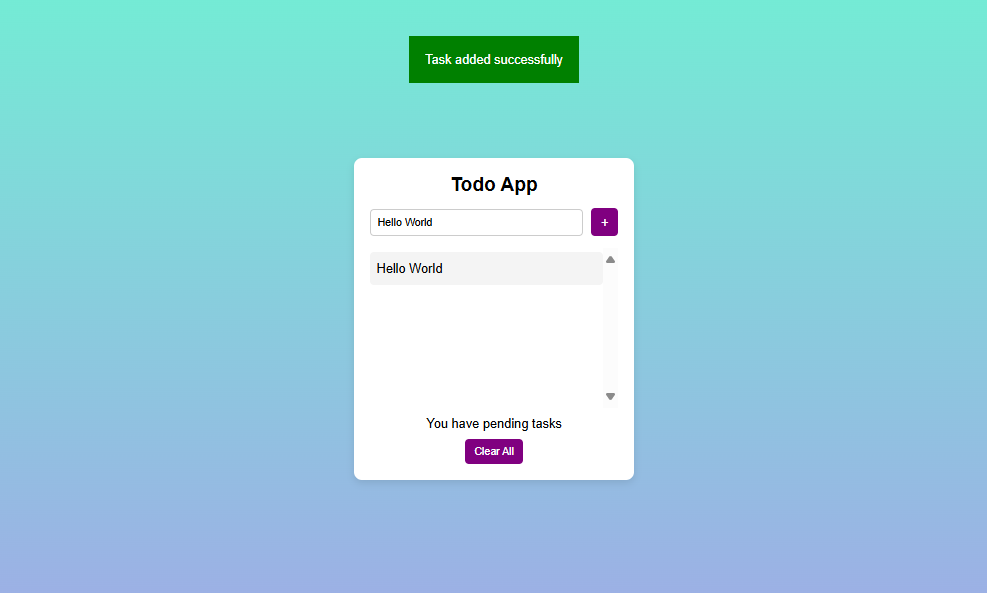 Task added successfully
Todo App
Hello World
+
Hello World
You have pending tasks
Clear All